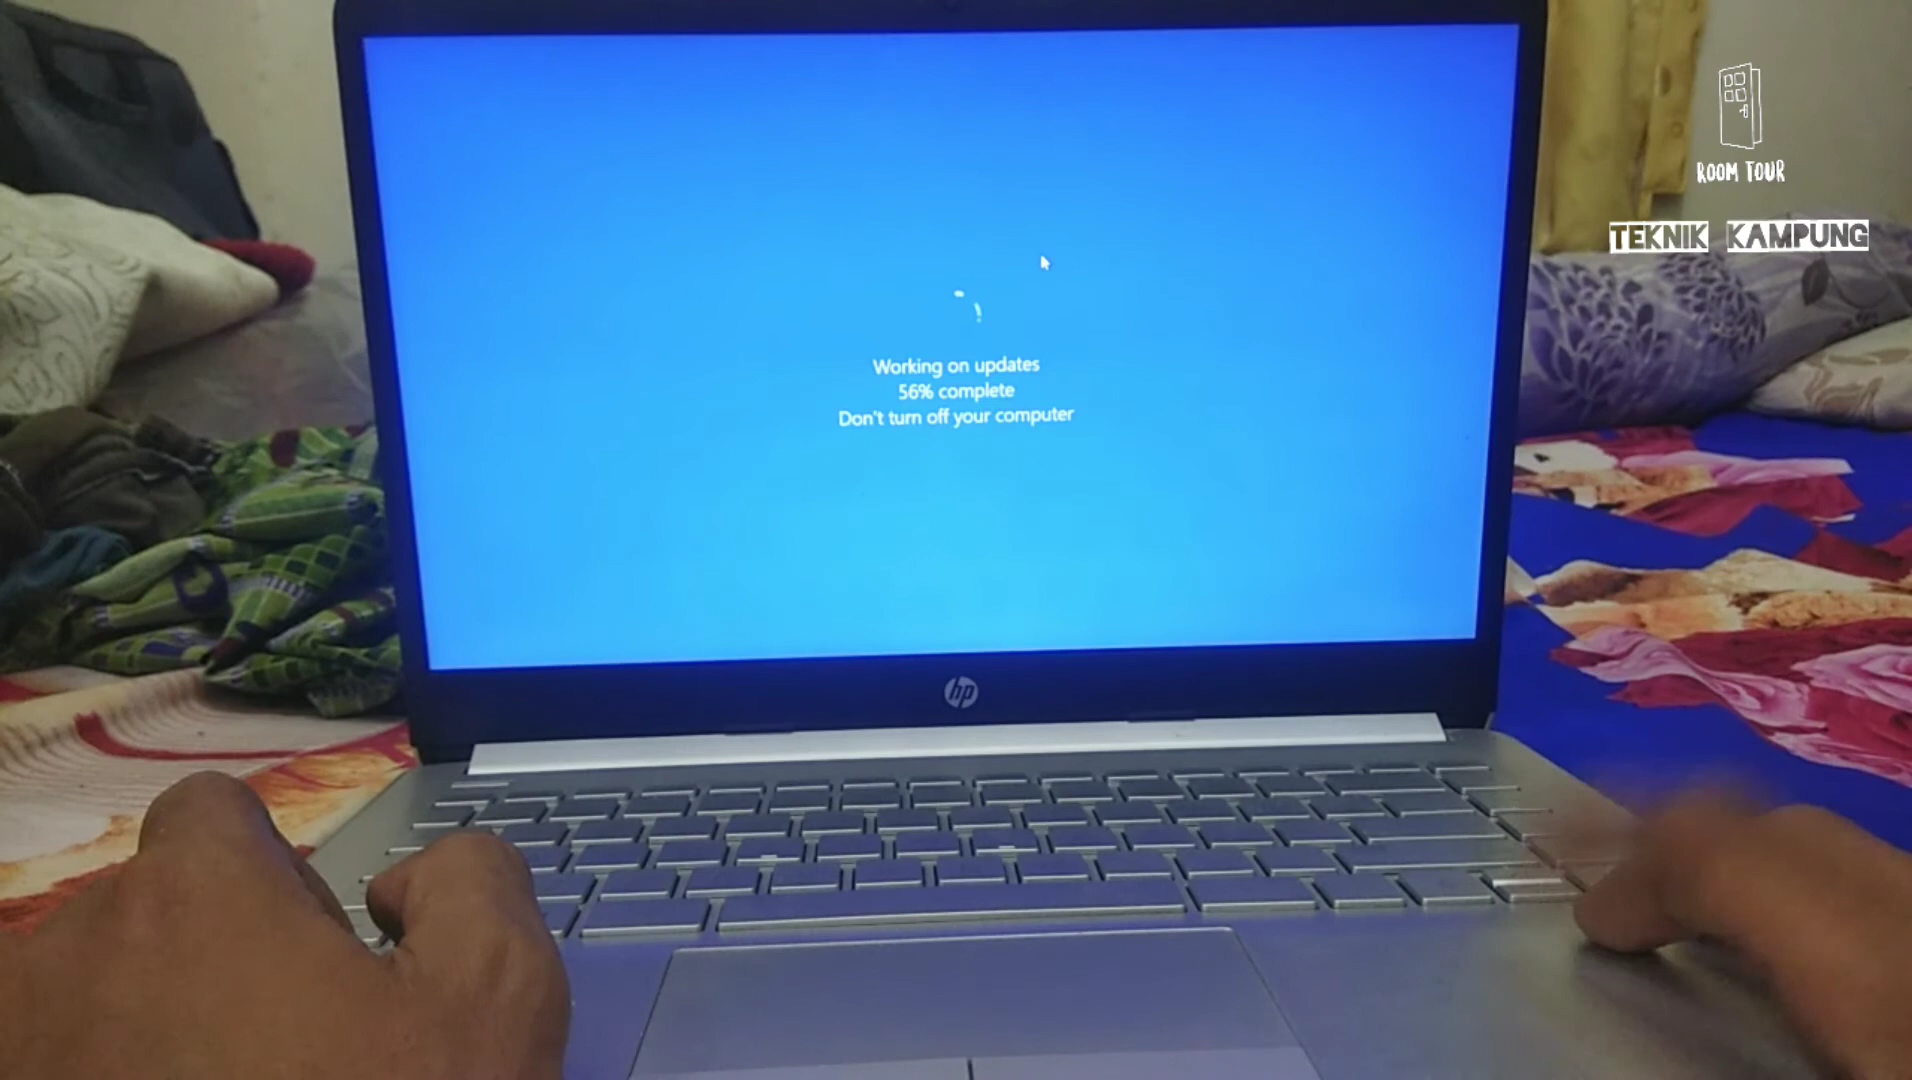 ROOM TOUR
TEKNIK KAMPUNG
Working on updates
56% complete
Don't turn off your computer
hp